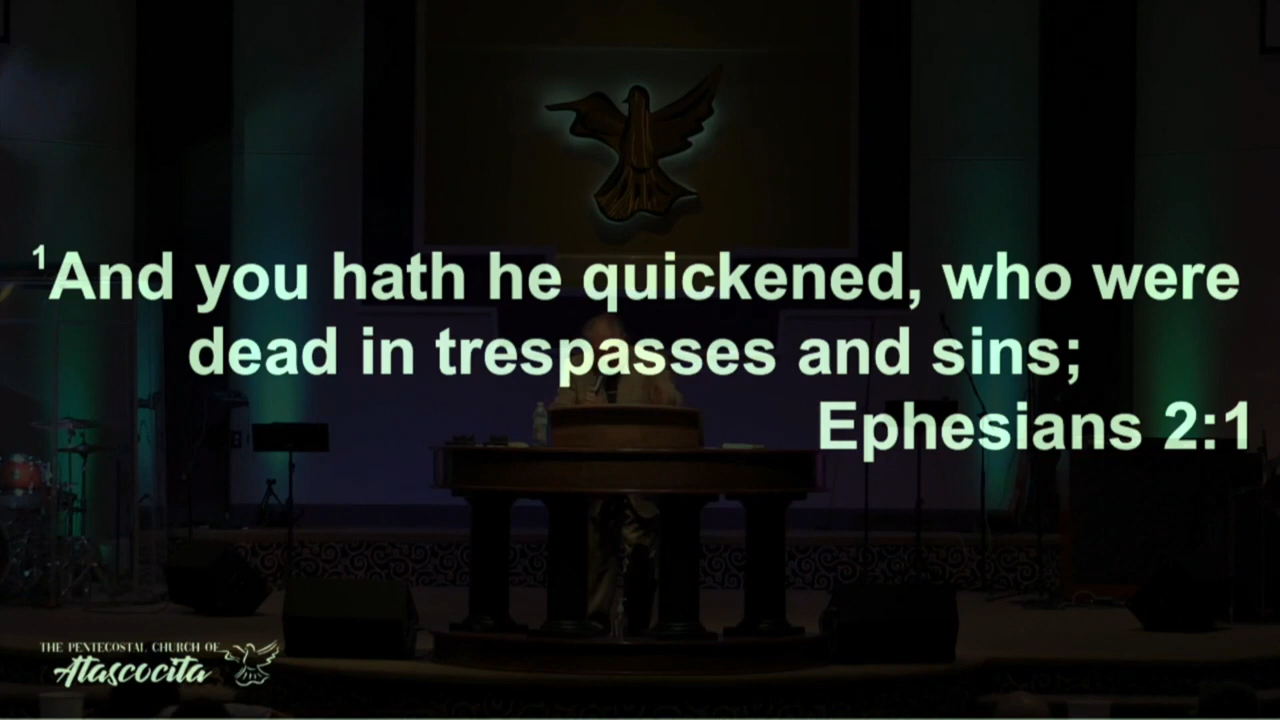 ¹And you hath he quickened, who were
dead in trespasses and sins;
Ephesians 2:1
THE PENTECOSTAL CHURCH OF
Atascocita